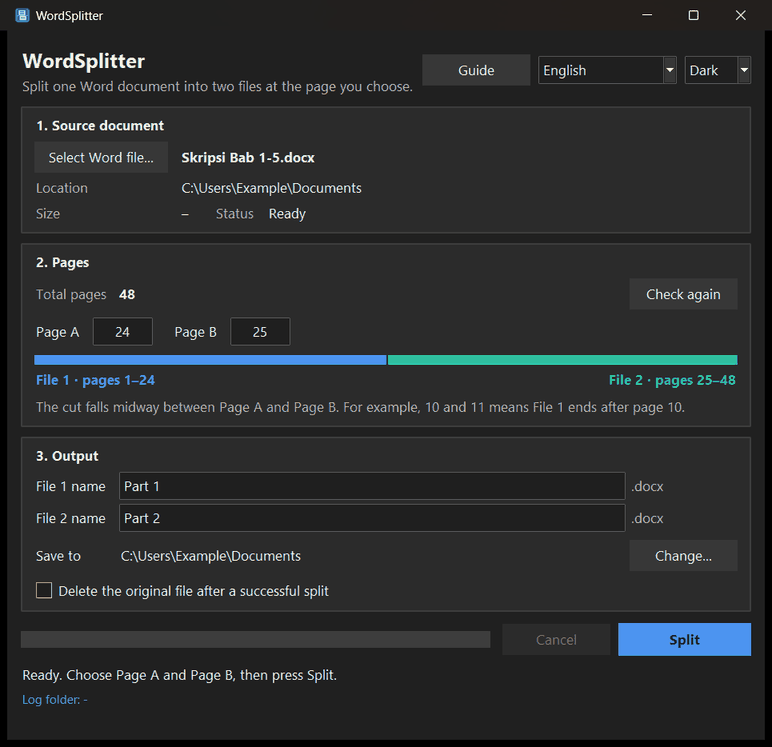 WordSplitter
WordSplitter
Split one Word document into two files at the page you choose.
Guide
English
Dark
1. Source document
Select Word file... Skripsi Bab 1-5.docx
Location C:\Users\Example\Documents
Size – Status Ready
2. Pages
Total pages 48 Check again
Page A 24 Page B 25
File 1 · pages 1–24 File 2 · pages 25–48
The cut falls midway between Page A and Page B. For example, 10 and 11 means File 1 ends after page 10.
3. Output
File 1 name Part 1 .docx
File 2 name Part 2 .docx
Save to C:\Users\Example\Documents Change...
Delete the original file after a successful split
Cancel Split
Ready. Choose Page A and Page B, then press Split.
Log folder: -